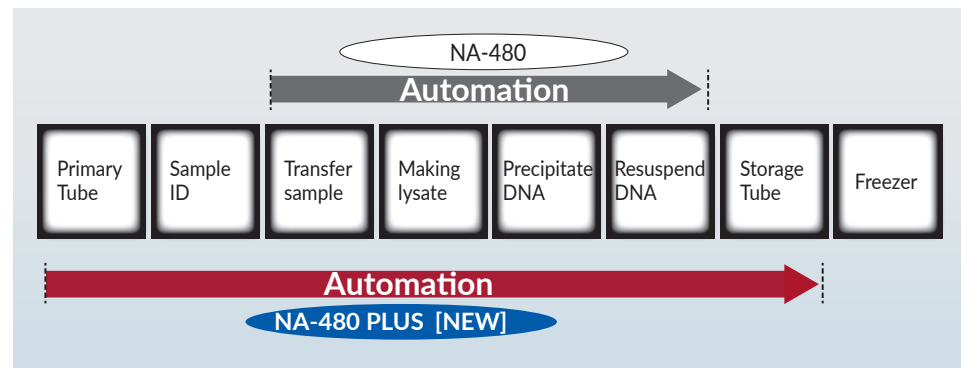 NA-480
Automation
Primary
Tube
Sample
ID
Transfer
sample
Making
lysate
Precipitate
DNA
Resuspend
DNA
Storage
Tube
Freezer
Automation
NA-480 PLUS [NEW]